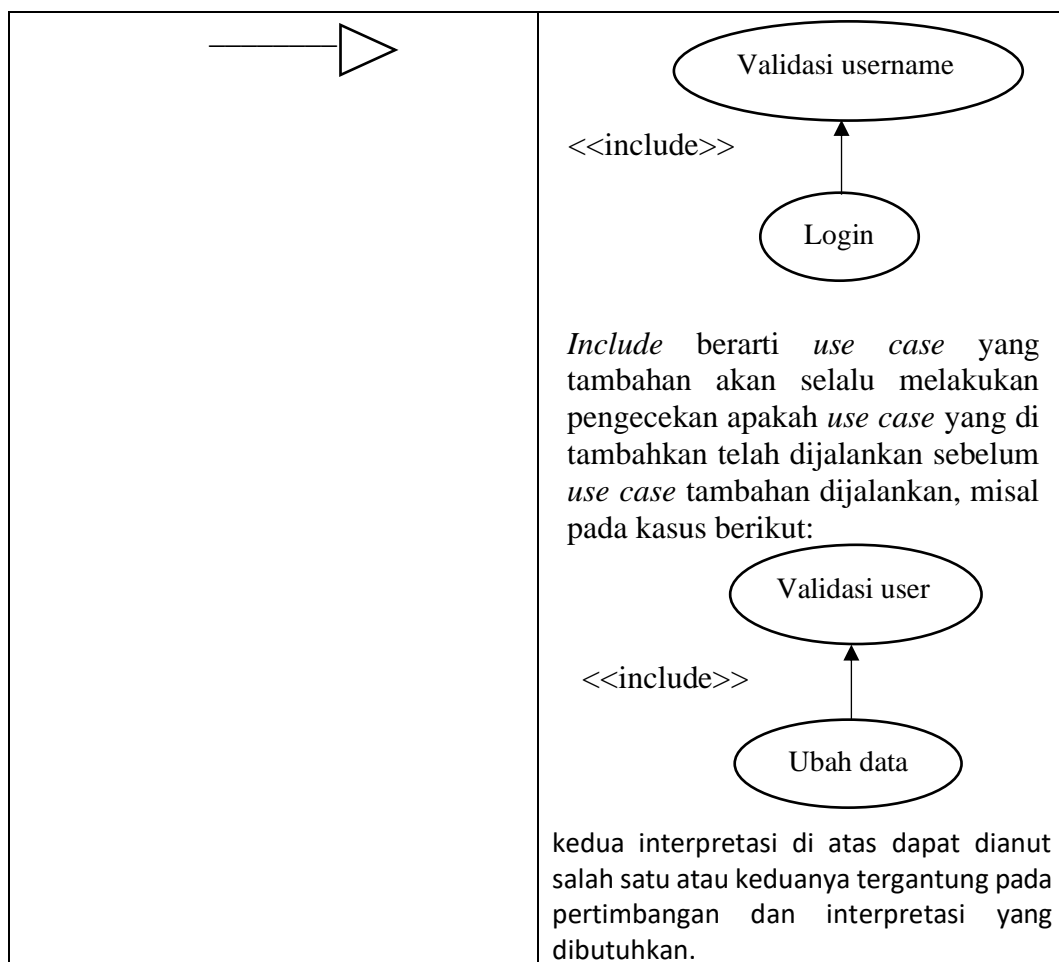 Validasi username
<<include>>
Login
Include berarti use case yang
tambahan akan selalu melakukan
pengecekan apakah use case yang di
tambahkan telah dijalankan sebelum
use case tambahan dijalankan, misal
pada kasus berikut:
Validasi user
<<include>>
Ubah data
kedua interpretasi di atas dapat dianut
salah satu atau keduanya tergantung pada
pertimbangan dan interpretasi yang
dibutuhkan.